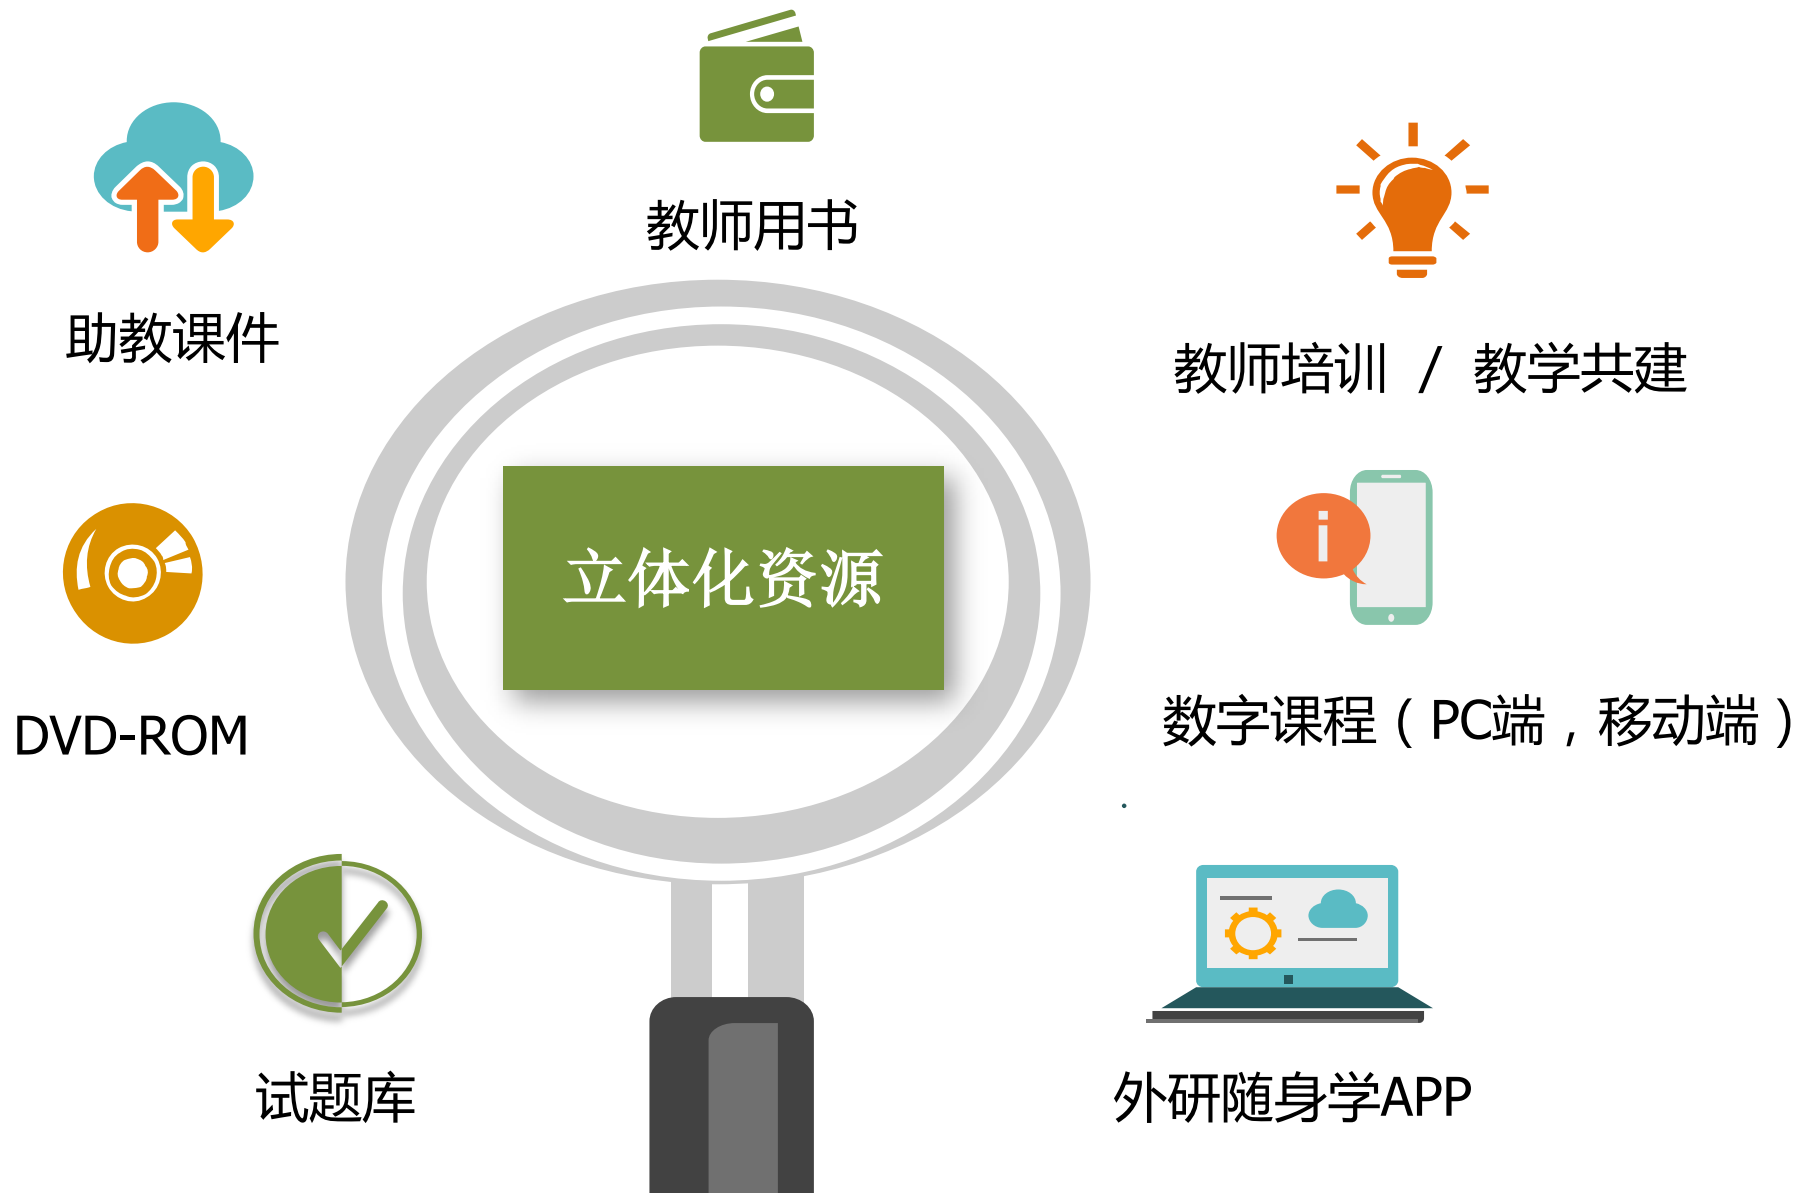 教师用书
助教课件
教师培训 / 教学共建
立体化资源
i
DVD-ROM
数字课程（PC端，移动端）
试题库
外研随身学APP